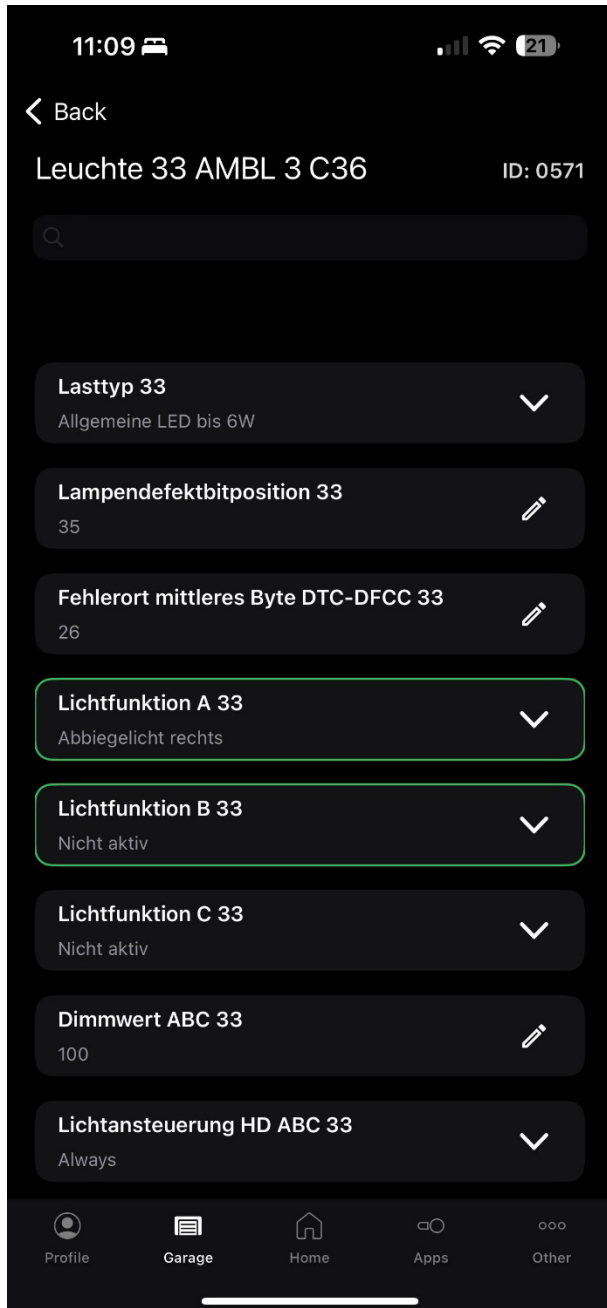 11:09
21
Back
Leuchte 33 AMBL 3 C36
ID: 0571
Lasttyp 33
Allgemeine LED bis 6W
Lampendefektbitposition 33
35
Fehlerort mittleres Byte DTC-DFCC 33
26
Lichtfunktion A 33
Abbiegelicht rechts
Lichtfunktion B 33
Nicht aktiv
Lichtfunktion C 33
Nicht aktiv
Dimmwert ABC 33
100
Lichtansteuerung HD ABC 33
Always
Profile
Garage
Home
Apps
Other